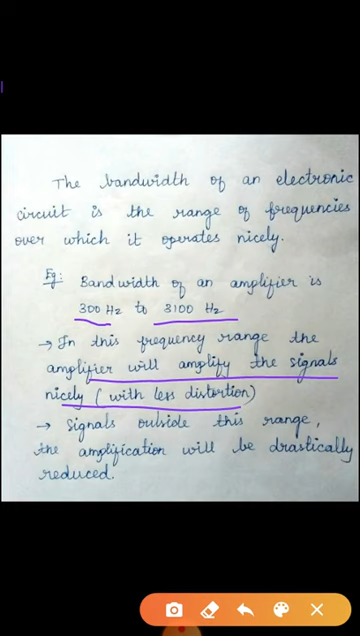 The bandwidth of an electronic
circuit is the range of frequencies
over which it operates nicely.
Eg: Bandwidth of an amplifier is
300 Hz to 3100 Hz
→ In this frequency range the
amplifier will amplify the signals
nicely (with less distortion)
→ Signals outside this range,
the amplification will be drastically
reduced.